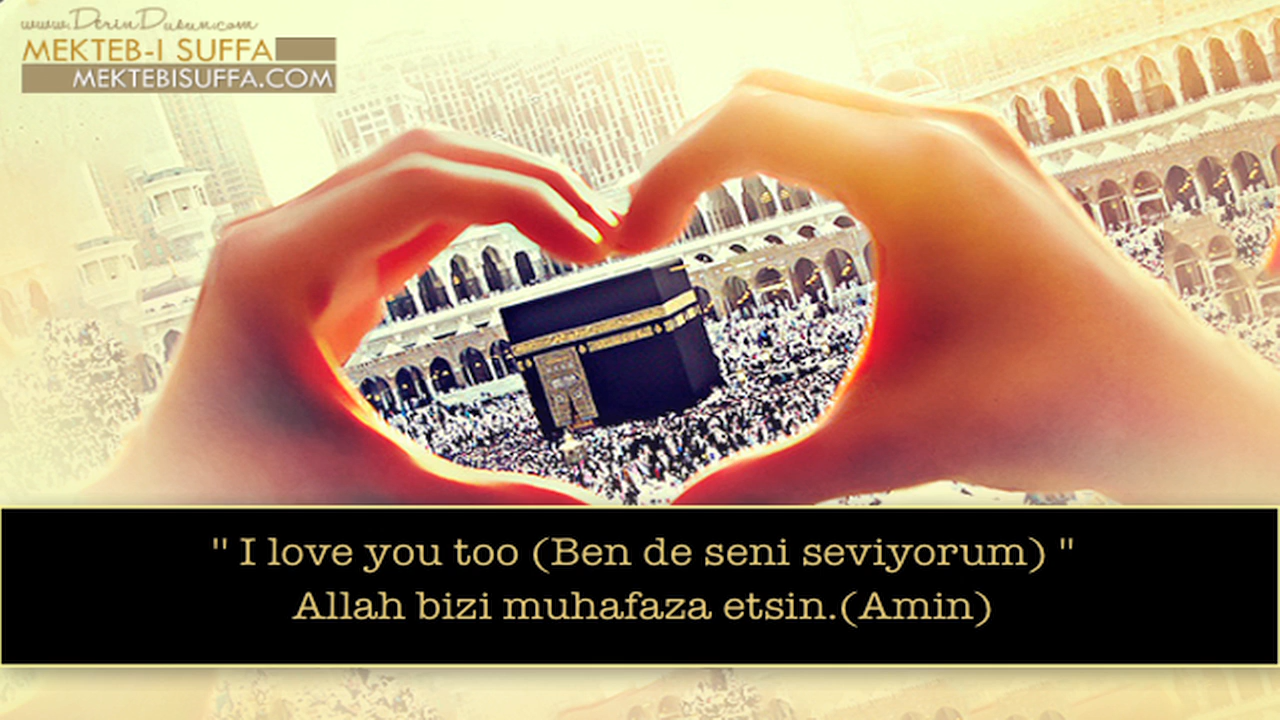 www.DerinDusun.com
MEKTEB-I SUFFA
MEKTEBISUFFA.COM
" I love you too (Ben de seni seviyorum) "
Allah bizi muhafaza etsin.(Amin)